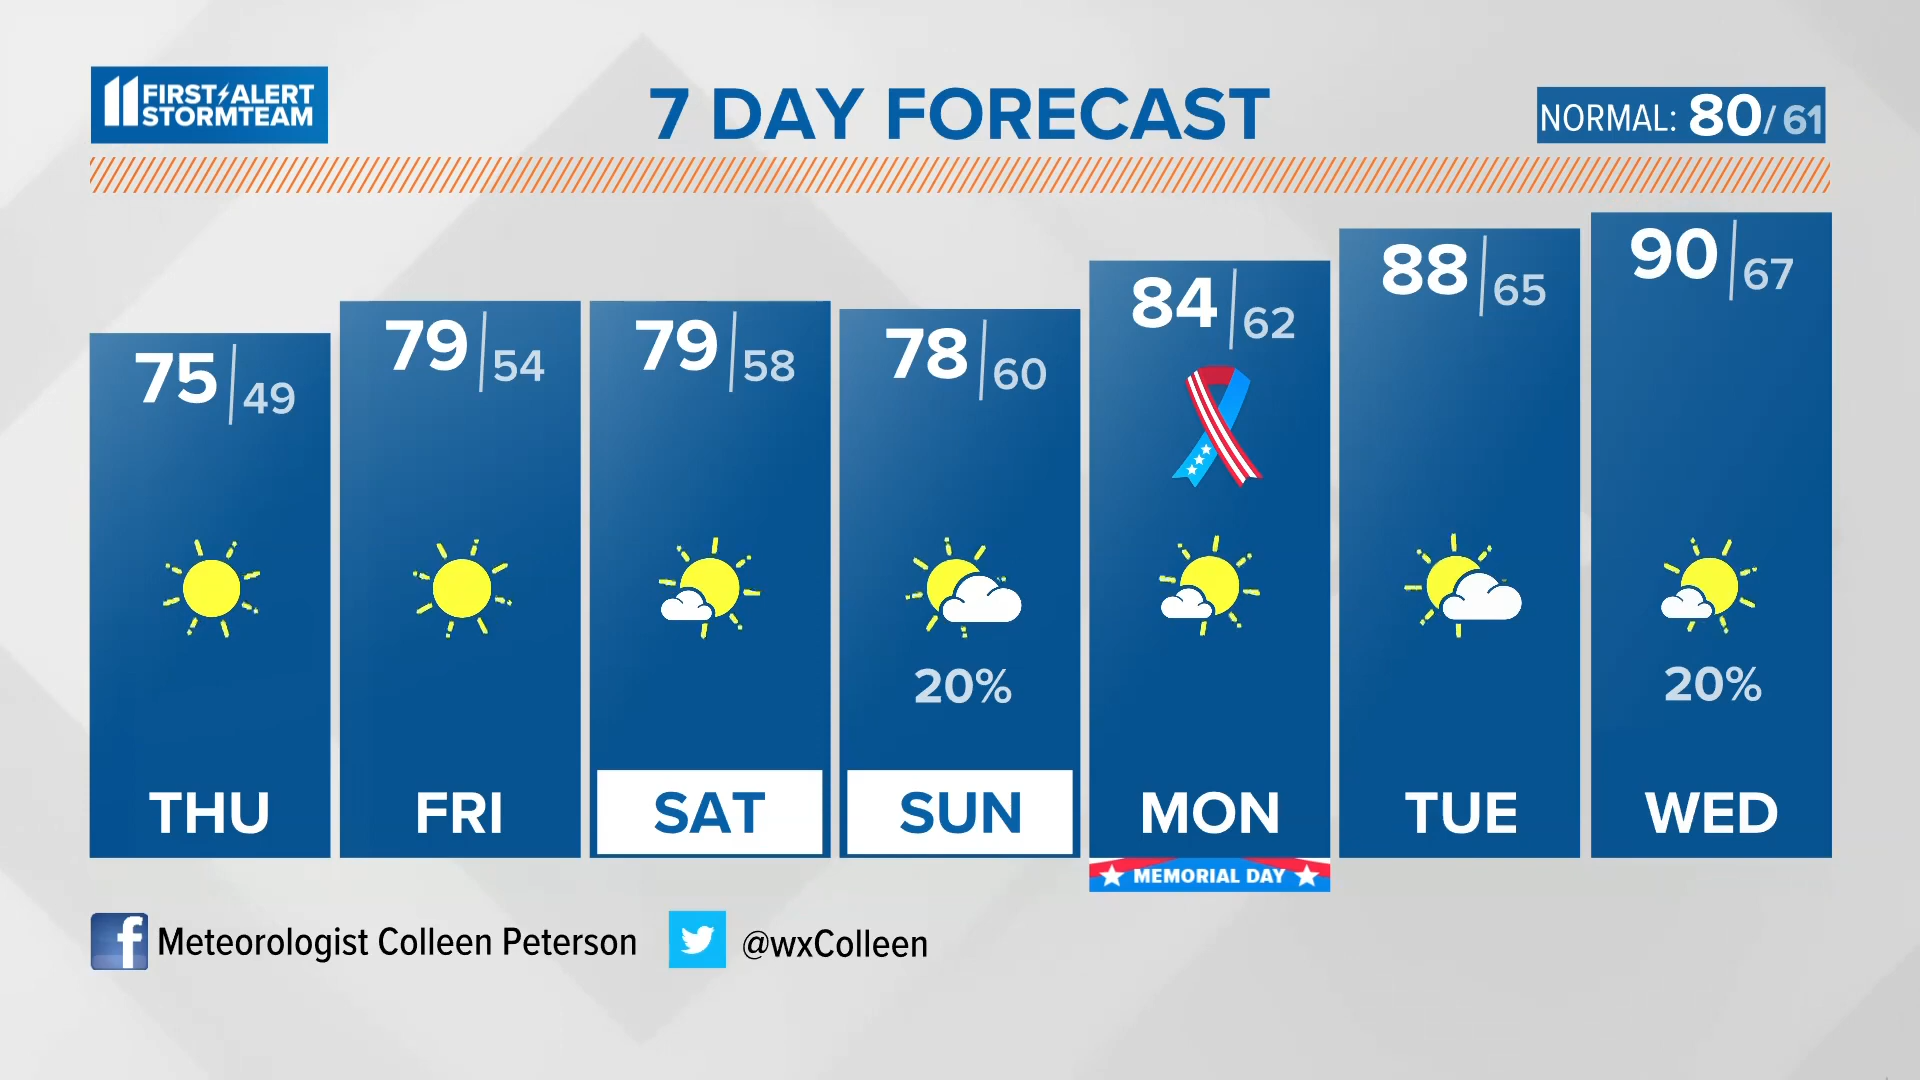 11 FIRST ALERT
STORMTEAM
7 DAY FORECAST
NORMAL: 80/61
75/49
79/54
79/58
78/60
84/62
88/65
90/67
20%
20%
THU
FRI
SAT
SUN
MON
TUE
WED
MEMORIAL DAY
f Meteorologist Colleen Peterson
@wxColleen